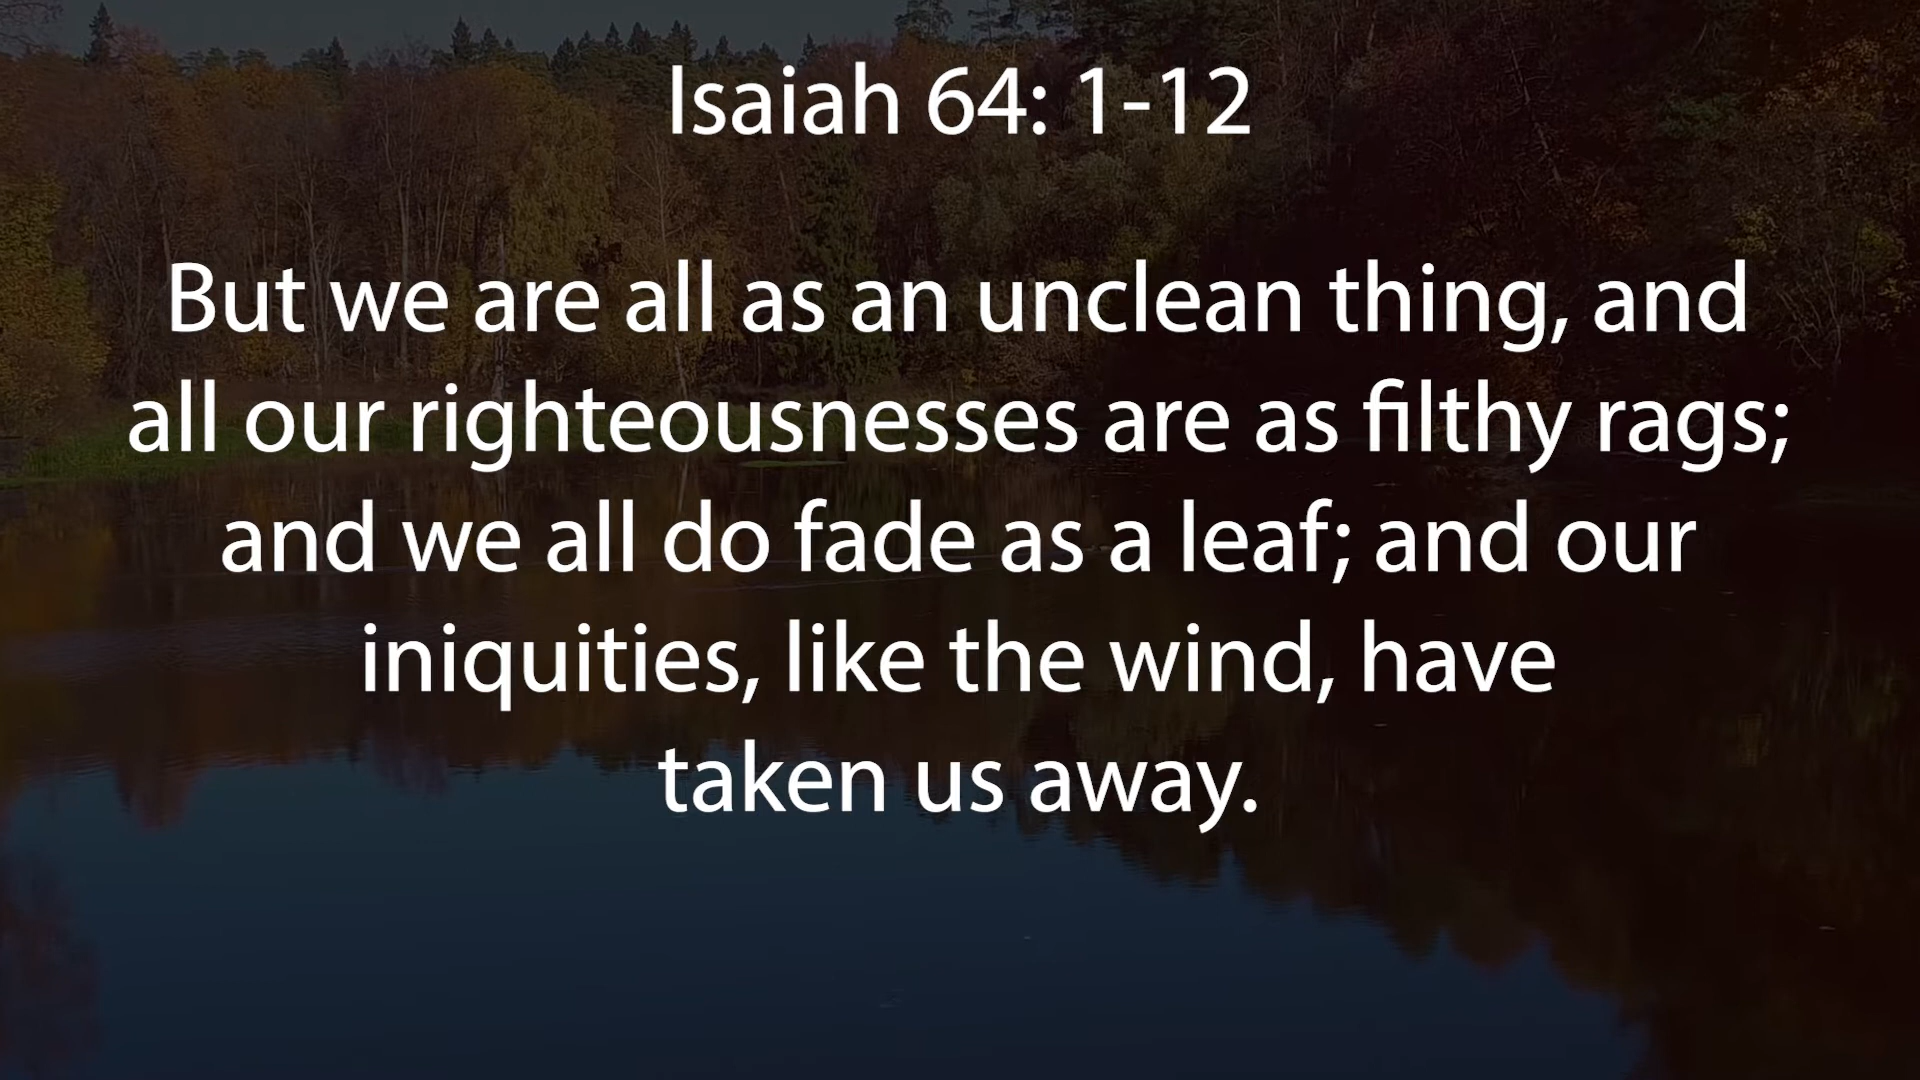 Isaiah 64: 1-12
But we are all as an unclean thing, and
all our righteousnesses are as filthy rags;
and we all do fade as a leaf; and our
iniquities, like the wind, have
taken us away.